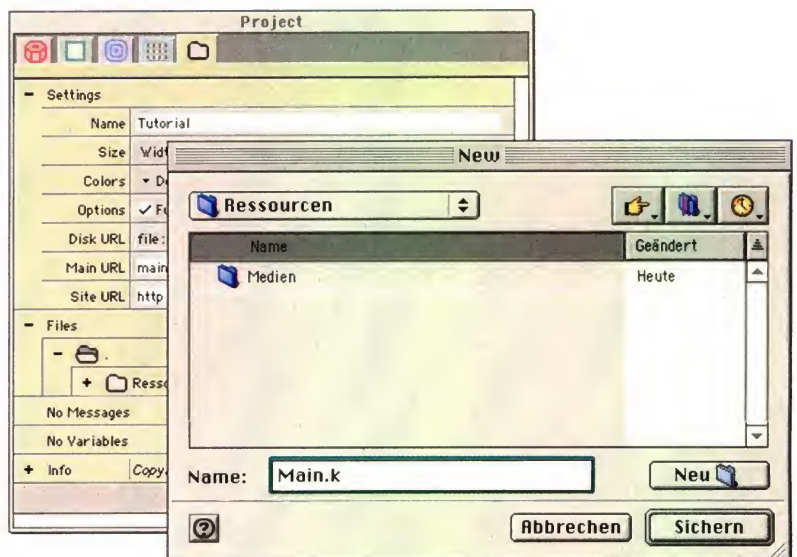 Project
- Settings
Name Tutorial
Size
Colors
Options
Disk URL file:
Main URL main
Site URL http
- Files
- .
+
No Messages
No Variables
+ Info
New
Ressourcen
Name Geändert
Medien Heute
Name: Main.k
Neu
?
Abbrechen Sichern